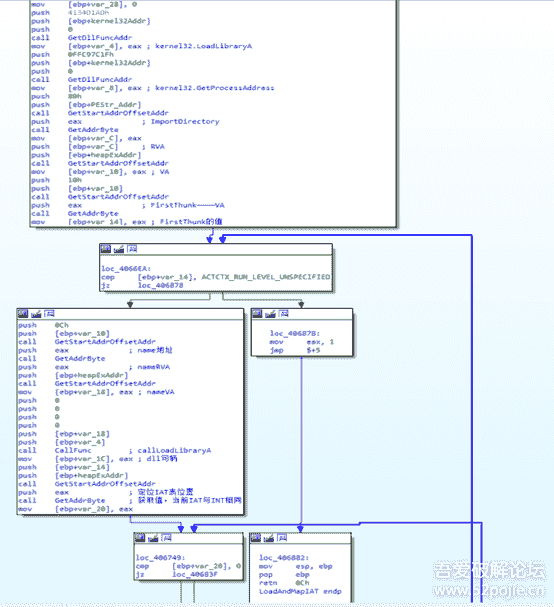 mov [ebp+var_28], 0
push 413401ADh
push [ebp+kernel32Addr]
push 0
call GetDllFuncAddr
mov [ebp+var_4], eax ; kernel32.LoadLibraryA
push 0FFC97C1Fh
push [ebp+kernel32Addr]
push 0
call GetDllFuncAddr
mov [ebp+var_8], eax ; kernel32.GetProcessAddress
push 80h
push [ebp+PEStr_Addr]
call GetStartAddrOffsetAddr
push eax ; ImportDirectory
call GetAddrByte
mov [ebp+var_C], eax
push [ebp+var_C] ; RVA
push [ebp+heapExAddr]
call GetStartAddrOffsetAddr
mov [ebp+var_10], eax ; VA
push 10h
push [ebp+var_10]
call GetStartAddrOffsetAddr
push eax ; FirstThunk——VA
call GetAddrByte
mov [ebp+var_14], eax ; FirstThunk的值
loc_4066EA:
cmp [ebp+var_14], ACTCTX_RUN_LEVEL_UNSPECIFIED
jz loc_406878
push 0Ch
push [ebp+var_10]
call GetStartAddrOffsetAddr
push eax ; name地址
call GetAddrByte
push eax ; nameRVA
push [ebp+heapExAddr]
call GetStartAddrOffsetAddr
mov [ebp+var_18], eax ; nameVA
push 0
push 0
push 0
push 0
push [ebp+var_18]
push [ebp+var_4]
call CallFunc ; callLoadLibraryA
mov [ebp+var_1C], eax ; dll句柄
push [ebp+var_14]
push [ebp+heapExAddr]
call GetStartAddrOffsetAddr
push eax ; 定位IAT表位置
call GetAddrByte ; 获取值,当前IAT与INT相同
mov [ebp+var_20], eax
loc_406878:
mov eax, 1
jmp $+5
loc_406749:
cmp [ebp+var_20], 0
jz loc_40683F
loc_406882:
mov esp, ebp
pop ebp
retn 0Ch
LoadAndMapIAT endp
吾爱破解论坛
www.52pojie.cn